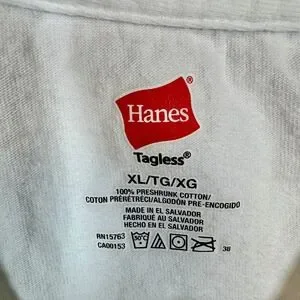 Hanes®
Tagless®
XL/TG/XG
100% PRESHRUNK COTTON/
COTON PRÉRÉTRÉCI/ALGODÓN PRE-ENCOGIDO
MADE IN EL SALVADOR
FABRIQUÉ AU SALVADOR
HECHO EN EL SALVADOR
RN15763
CA00153
38